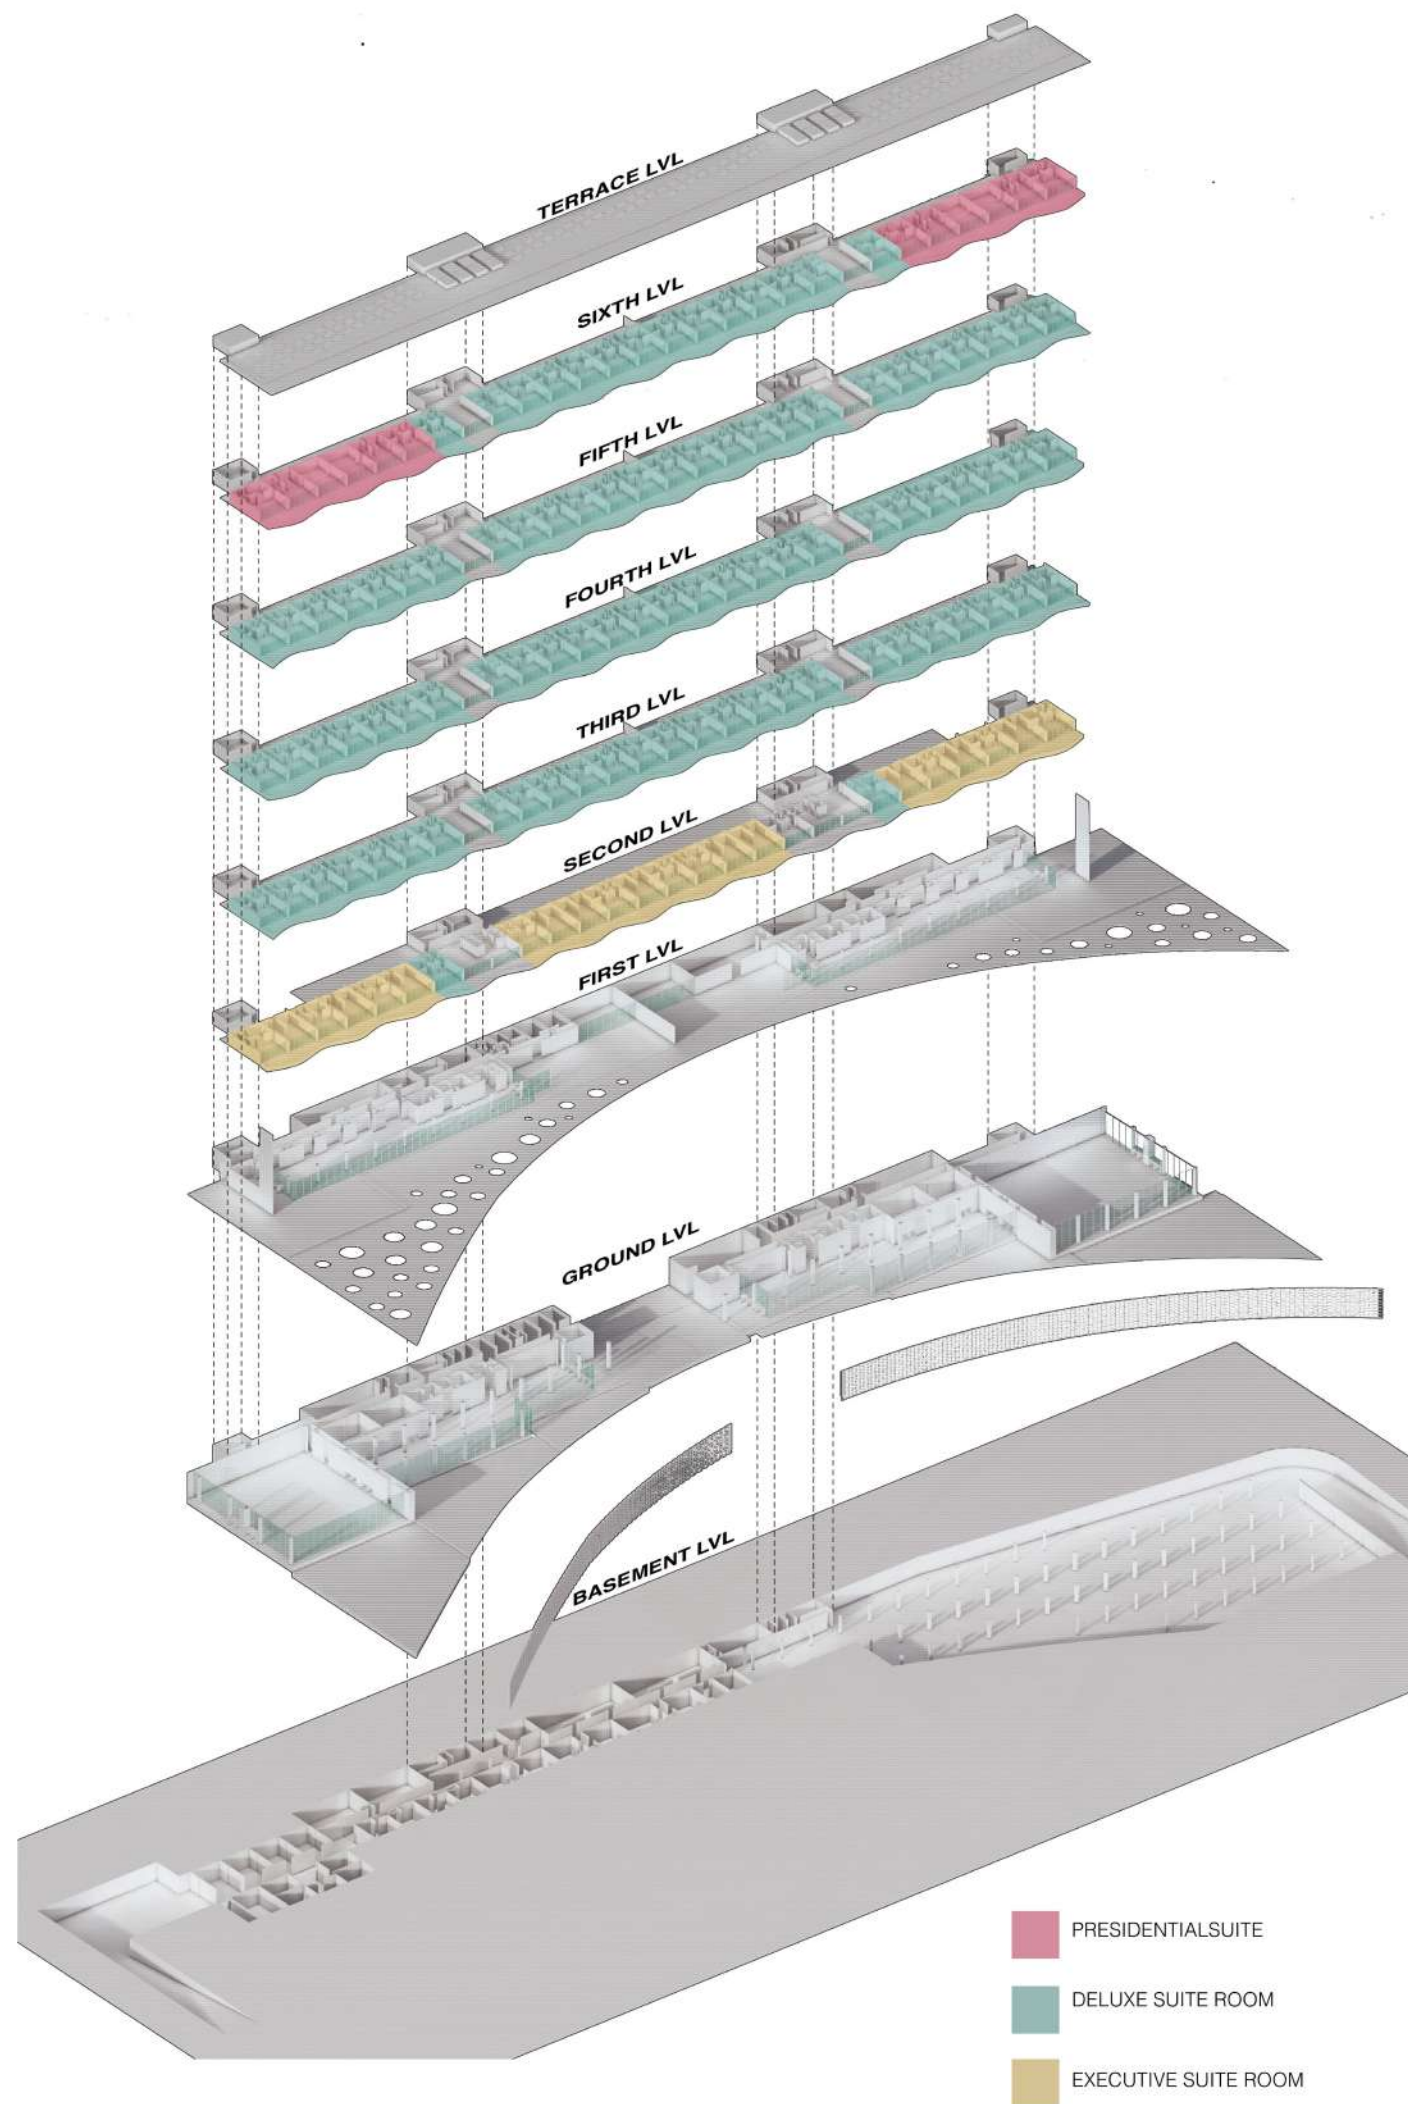 TERRACE LVL
SIXTH LVL
FIFTH LVL
FOURTH LVL
THIRD LVL
SECOND LVL
FIRST LVL
GROUND LVL
BASEMENT LVL
PRESIDENTIALSUITE
DELUXE SUITE ROOM
EXECUTIVE SUITE ROOM